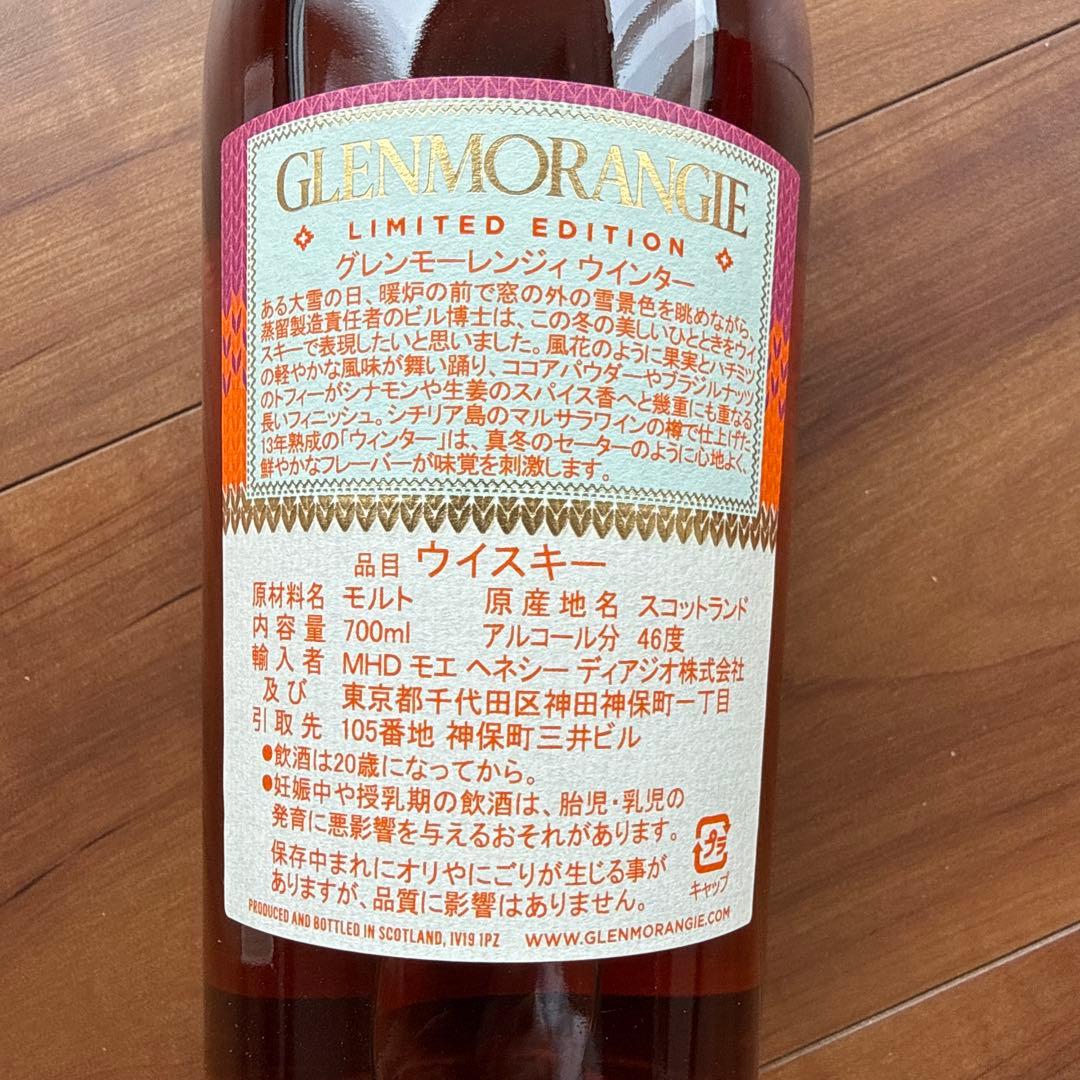 GLENMORANGIE
LIMITED EDITION
グレンモーレンジィ ウインター
ある大雪の日、暖炉の前で窓の外の雪景色を眺めながら、
蒸留製造責任者のビル博士は、この冬の美しいひとときをウイ
スキーで表現したいと思いました。風花のように果実とハチミツ
の軽やかな風味が舞い踊り、ココアパウダーやブラジルナッツ
のトフィーがシナモンや生姜のスパイス香へと幾重にも重なる
長いフィニッシュ。シチリア島のマルサラワインの樽で仕上げた
13年熟成の「ウィンター」は、真冬のセーターのように心地よく、
鮮やかなフレーバーが味覚を刺激します。
品目 ウイスキー
原材料名 モルト 原産地名 スコットランド
内容量 700ml アルコール分 46度
輸入者 MHD モエ ヘネシー ディアジオ株式会社
及び 東京都千代田区神田神保町一丁目
引取先 105番地 神保町三井ビル
●飲酒は20歳になってから。
●妊娠中や授乳期の飲酒は、胎児・乳児の
発育に悪影響を与えるおそれがあります。
保存中まれにオリやにごりが生じる事が
ありますが、品質に影響はありません。
プラ
キャップ
PRODUCED AND BOTTLED IN SCOTLAND, IV19 1PZ WWW.GLENMORANGIE.COM